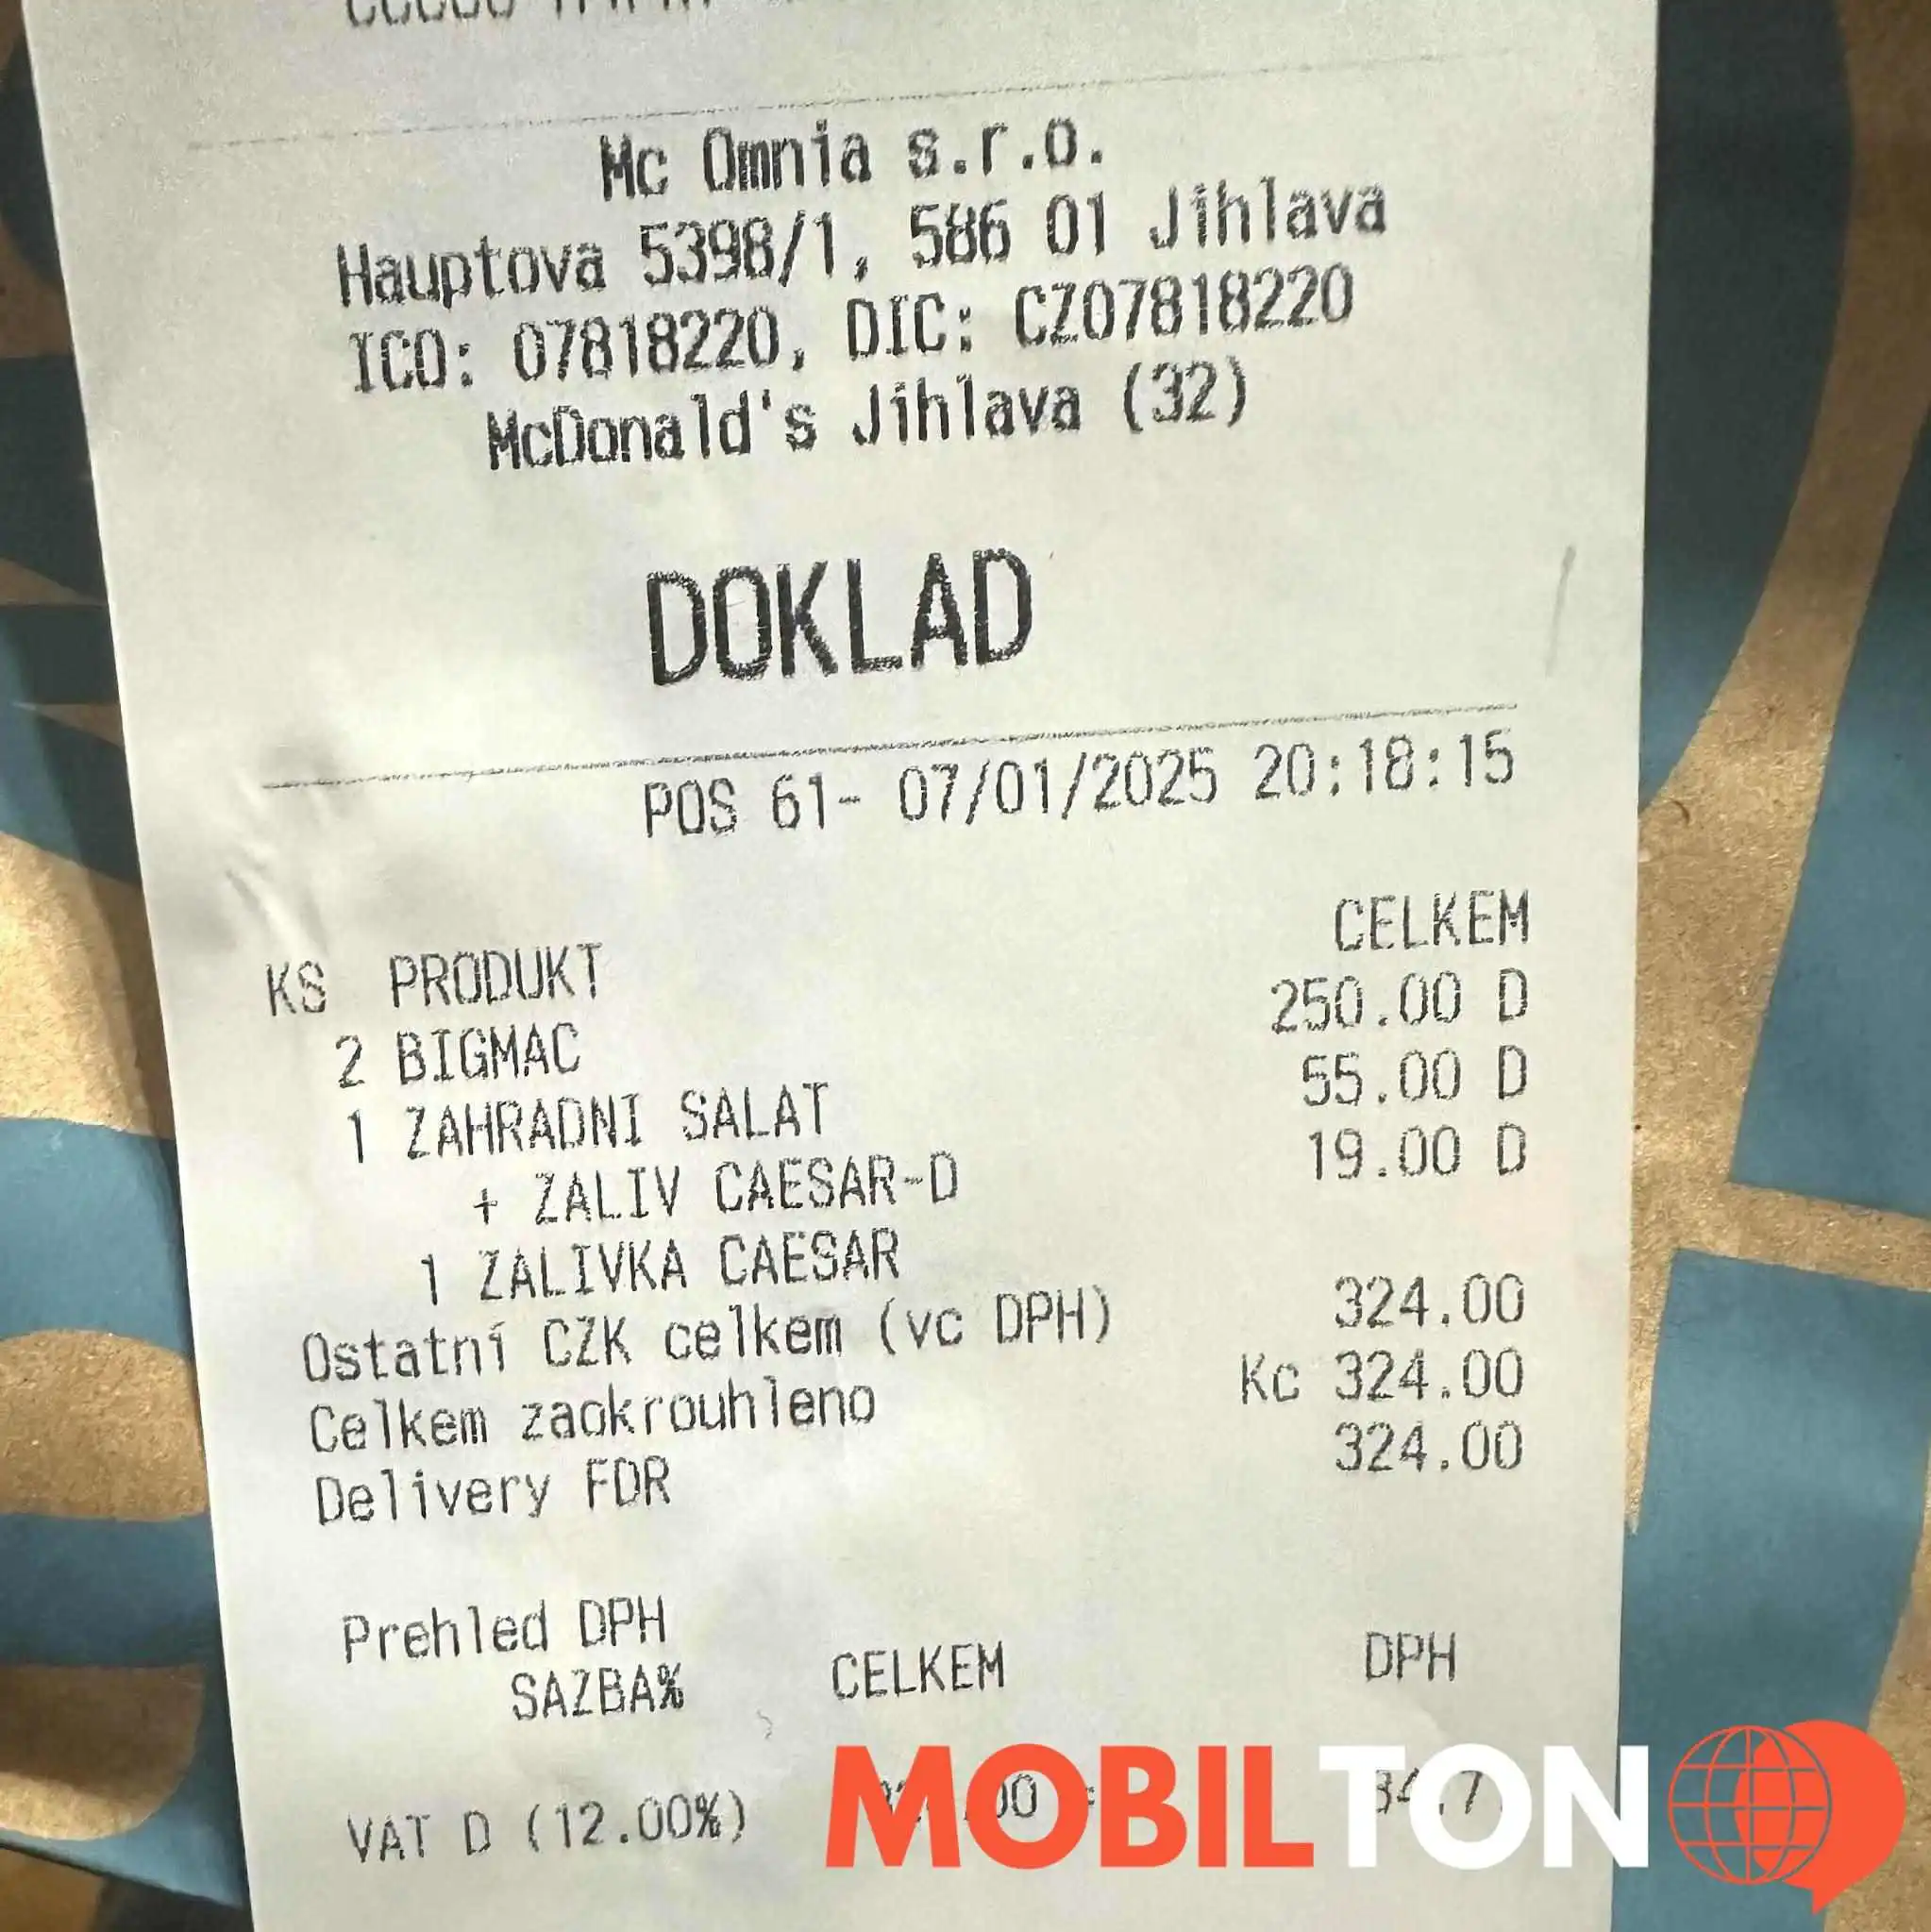 Mc Omnia s.r.o.
Hauptova 5398/1, 586 01 Jihlava
ICO: 07818220, DIC: CZ07818220
McDonald's Jihlava (32)
DOKLAD
POS 61- 07/01/2025 20:18:15
KS PRODUKT CELKEM
2 BIGMAC 250.00 D
1 ZAHRADNI SALAT 55.00 D
+ ZALIV CAESAR-D 19.00 D
1 ZALIVKA CAESAR
Ostatní CZK celkem (vc DPH) 324.00
Celkem zaokrouhleno Kc 324.00
Delivery FDR 324.00
Prehled DPH
SAZBA% CELKEM DPH
VAT D (12.00%)
MOBILTON